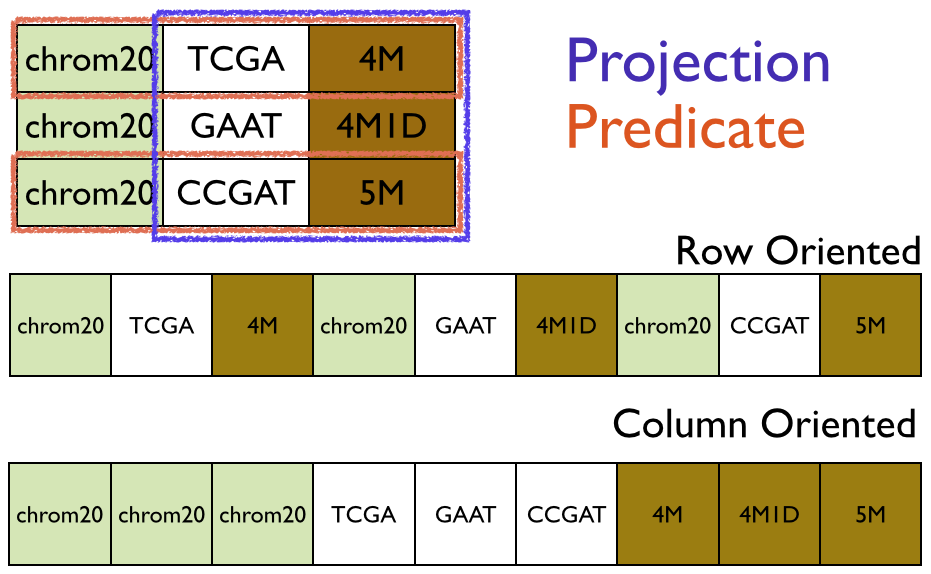 chrom20 TCGA 4M
chrom20 GAAT 4M1D
chrom20 CCGAT 5M
Projection
Predicate
Row Oriented
chrom20 TCGA 4M chrom20 GAAT 4M1D chrom20 CCGAT 5M
Column Oriented
chrom20 chrom20 chrom20 TCGA GAAT CCGAT 4M 4M1D 5M